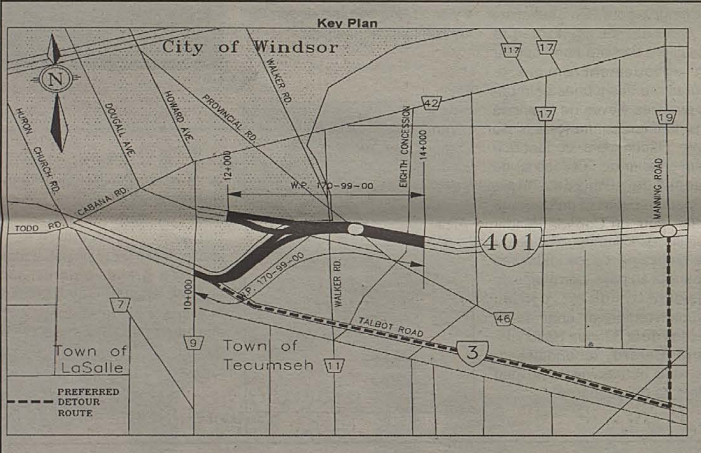 Key Plan
City of Windsor
N
117
17
42
17
19
HURON CHURCH RD.
DOUGALL AVE.
HOWARD AVE.
PROVINCIAL RD.
WALKER RD.
EIGHTH CONCESSION
14+000
12+000
W.P. 170-99-00
MANNING ROAD
CABANA RD.
TODD RD.
401
W.P. 170-99-00
10+000
WALKER RD.
7
9
TALBOT ROAD
46
3
11
Town of
LaSalle
Town of
Tecumseh
PREFERRED
DETOUR
ROUTE